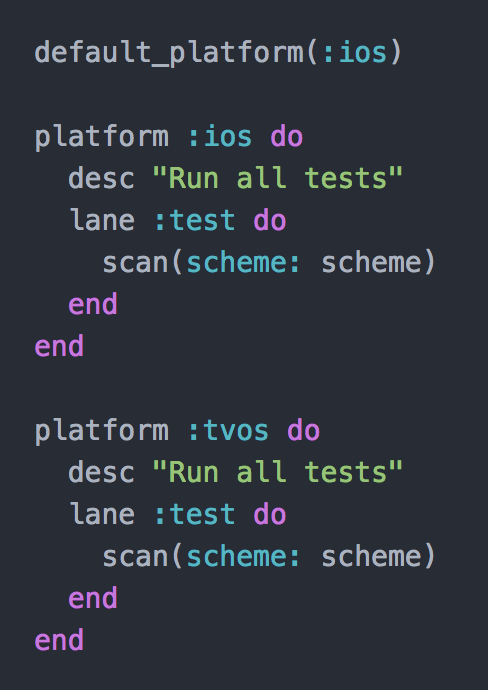 default_platform(:ios)

platform :ios do
  desc "Run all tests"
  lane :test do
    scan(scheme: scheme)
  end
end

platform :tvos do
  desc "Run all tests"
  lane :test do
    scan(scheme: scheme)
  end
end